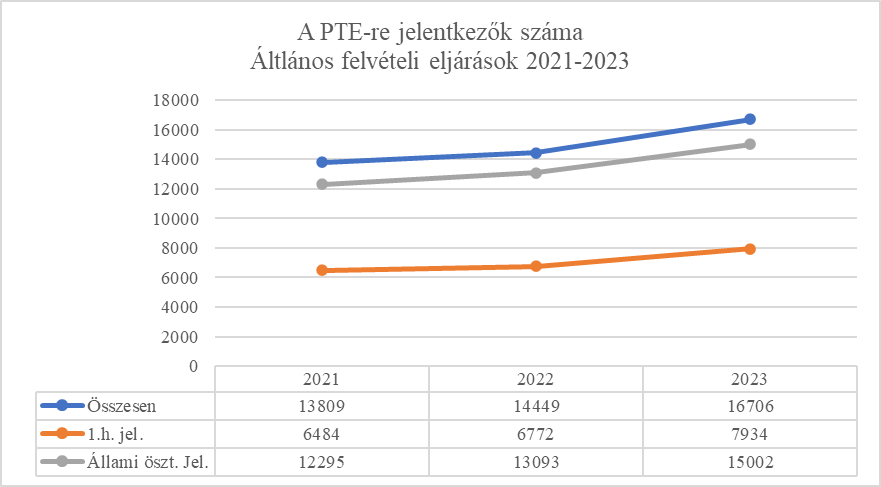 A PTE-re jelentkezők száma
Áltlános felvételi eljárások 2021-2023
18000
16000
14000
12000
10000
8000
6000
4000
2000
0
2021 2022 2023
Összesen 13809 14449 16706
1.h. jel. 6484 6772 7934
Állami öszt. Jel. 12295 13093 15002